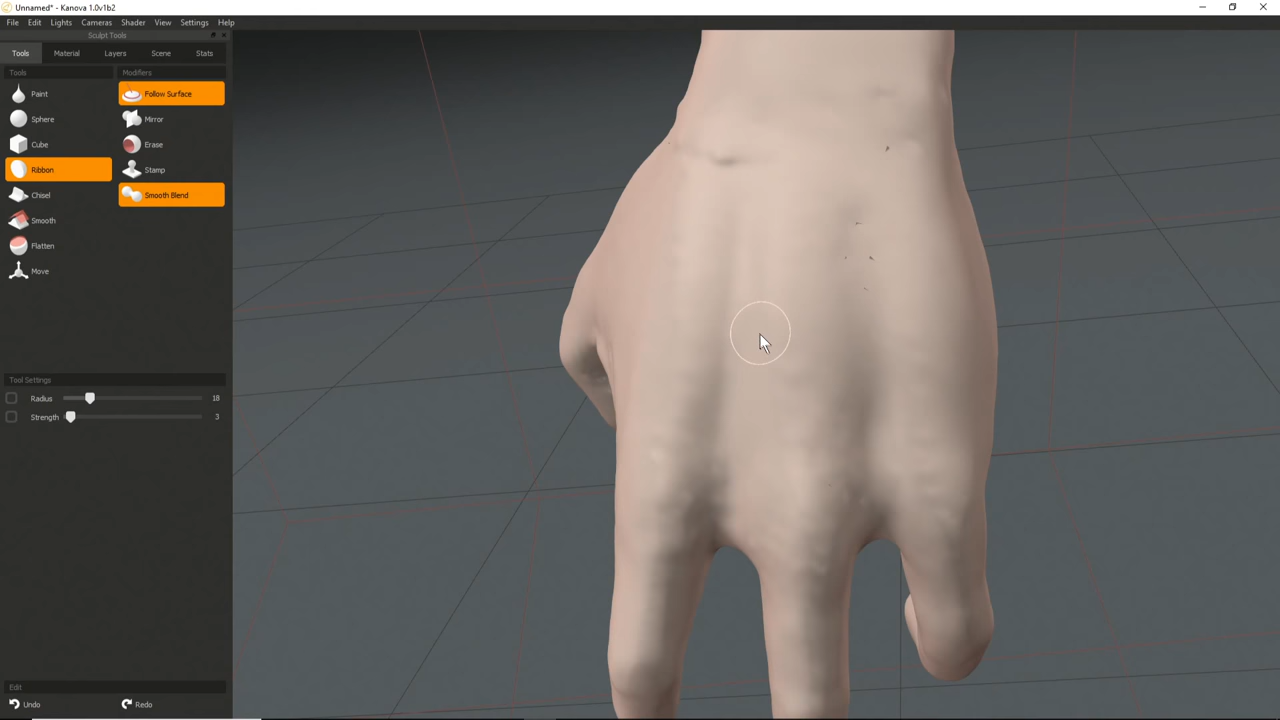 Unnamed* - Kanova 1.0v1b2
File Edit Lights Cameras Shader View Settings Help
Sculpt Tools
Tools Material Layers Scene Stats
Tools Modifiers
Paint Follow Surface
Sphere Mirror
Cube Erase
Ribbon Stamp
Chisel Smooth Blend
Smooth
Flatten
Move
Tool Settings
Radius 18
Strength 3
Edit
Undo Redo